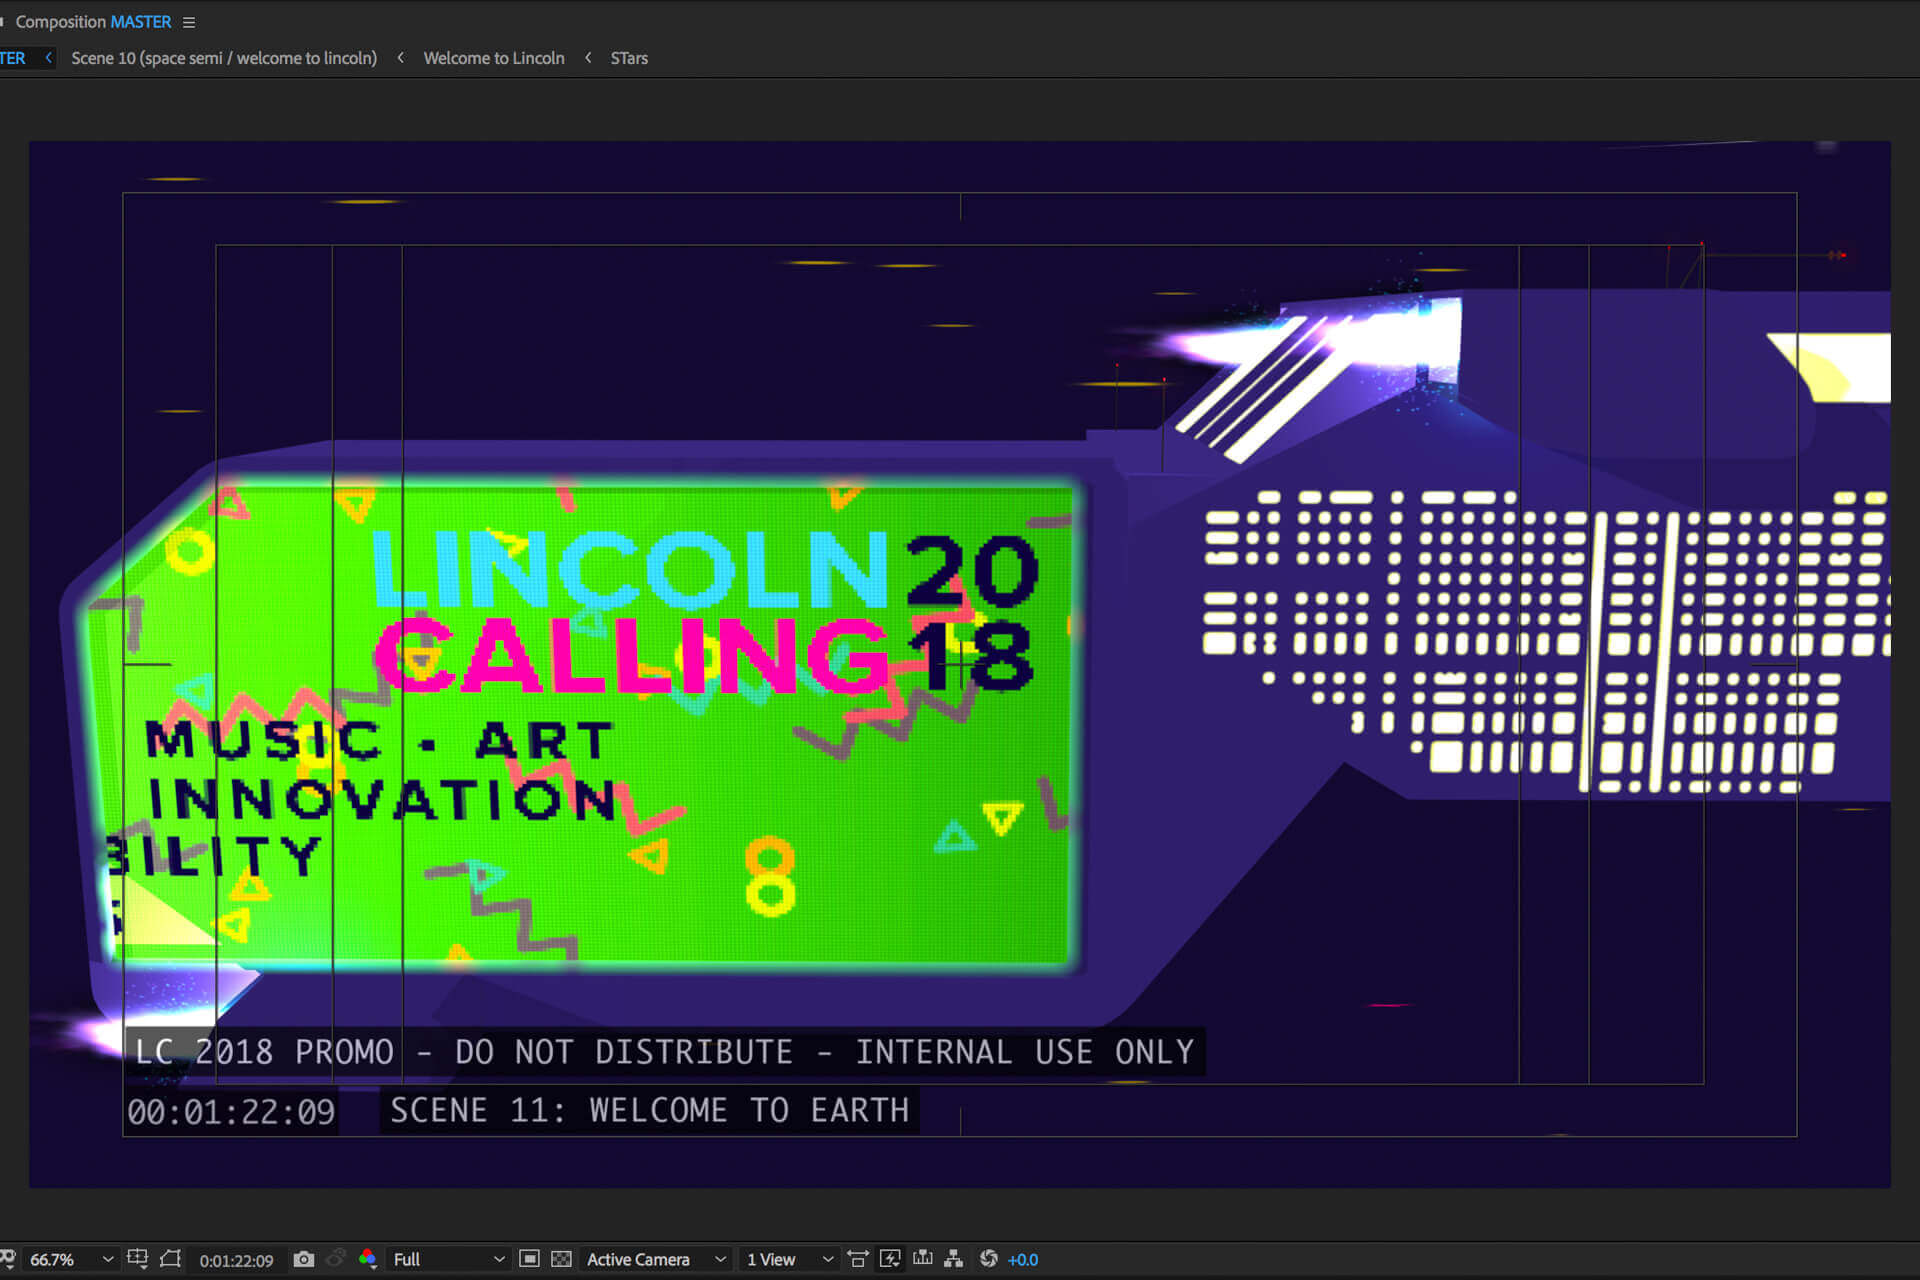 Composition MASTER
TER Scene 10 (space semi / welcome to lincoln) Welcome to Lincoln STars
LINCOLN 20
CALLING 18
MUSIC · ART
INNOVATION
BILITY
LC 2018 PROMO - DO NOT DISTRIBUTE - INTERNAL USE ONLY
00:01:22:09 SCENE 11: WELCOME TO EARTH
66.7% 0:01:22:09 Full Active Camera 1 View +0.0